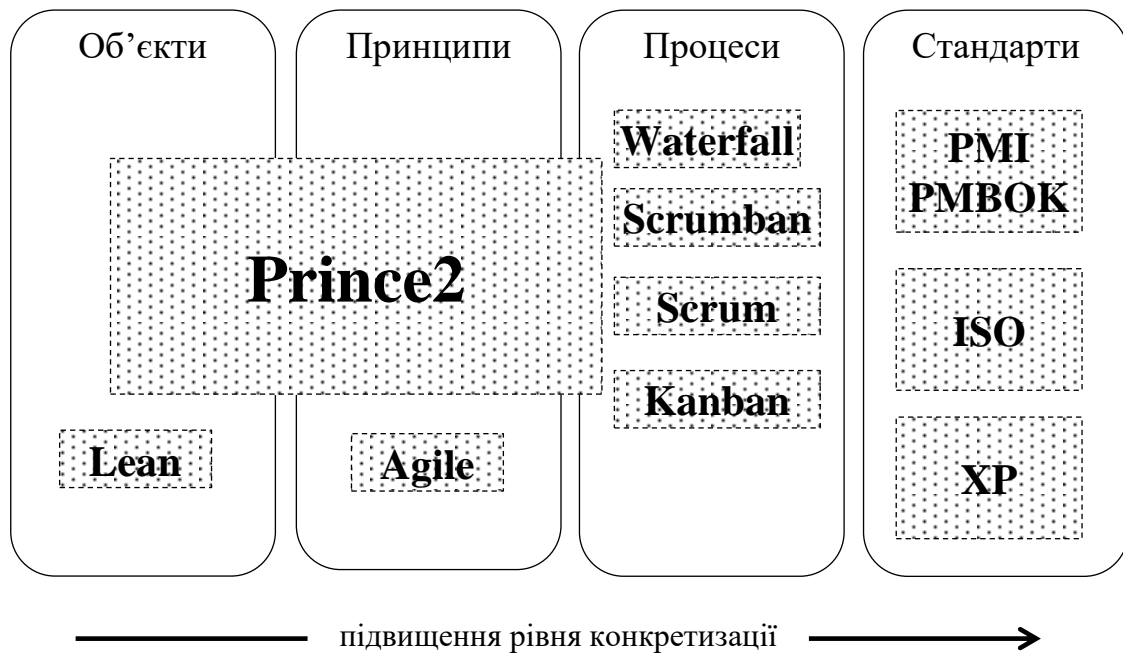 Об’єкти
Принципи
Процеси
Стандарти
Prince2
Lean
Agile
Waterfall
Scrumban
Scrum
Kanban
PMI
PMBOK
ISO
XP
підвищення рівня конкретизації